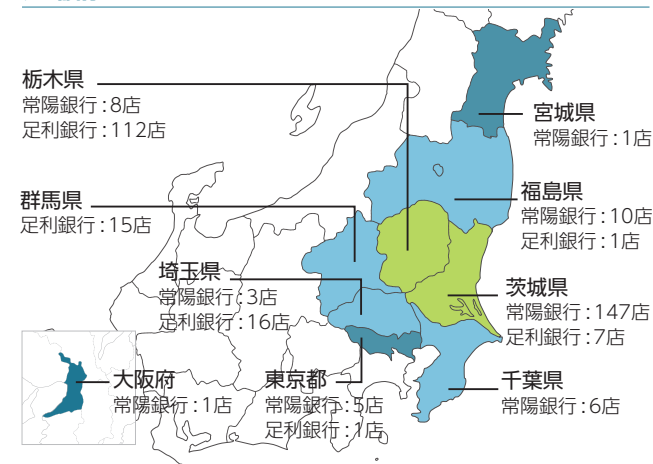 栃木県
常陽銀行:8店
足利銀行:112店
宮城県
常陽銀行:1店
群馬県
足利銀行:15店
福島県
常陽銀行:10店
足利銀行:1店
埼玉県
常陽銀行:3店
足利銀行:16店
茨城県
常陽銀行:147店
足利銀行:7店
大阪府
常陽銀行:1店
東京都
常陽銀行:5店
足利銀行:1店
千葉県
常陽銀行:6店